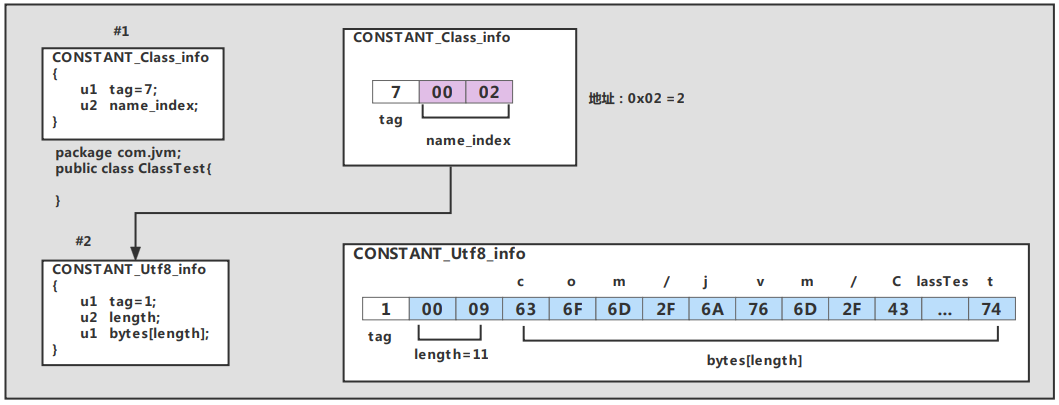 #1
CONSTANT_Class_info
{
u1 tag=7;
u2 name_index;
}
package com.jvm;
public class ClassTest{
}
CONSTANT_Class_info
7 00 02
tag
name_index
地址：0x02 =2
#2
CONSTANT_Utf8_info
{
u1 tag=1;
u2 length;
u1 bytes[length];
}
CONSTANT_Utf8_info
c o m / j v m / C lassTes t
1 00 09 63 6F 6D 2F 6A 76 6D 2F 43 ... 74
tag
length=11
bytes[length]